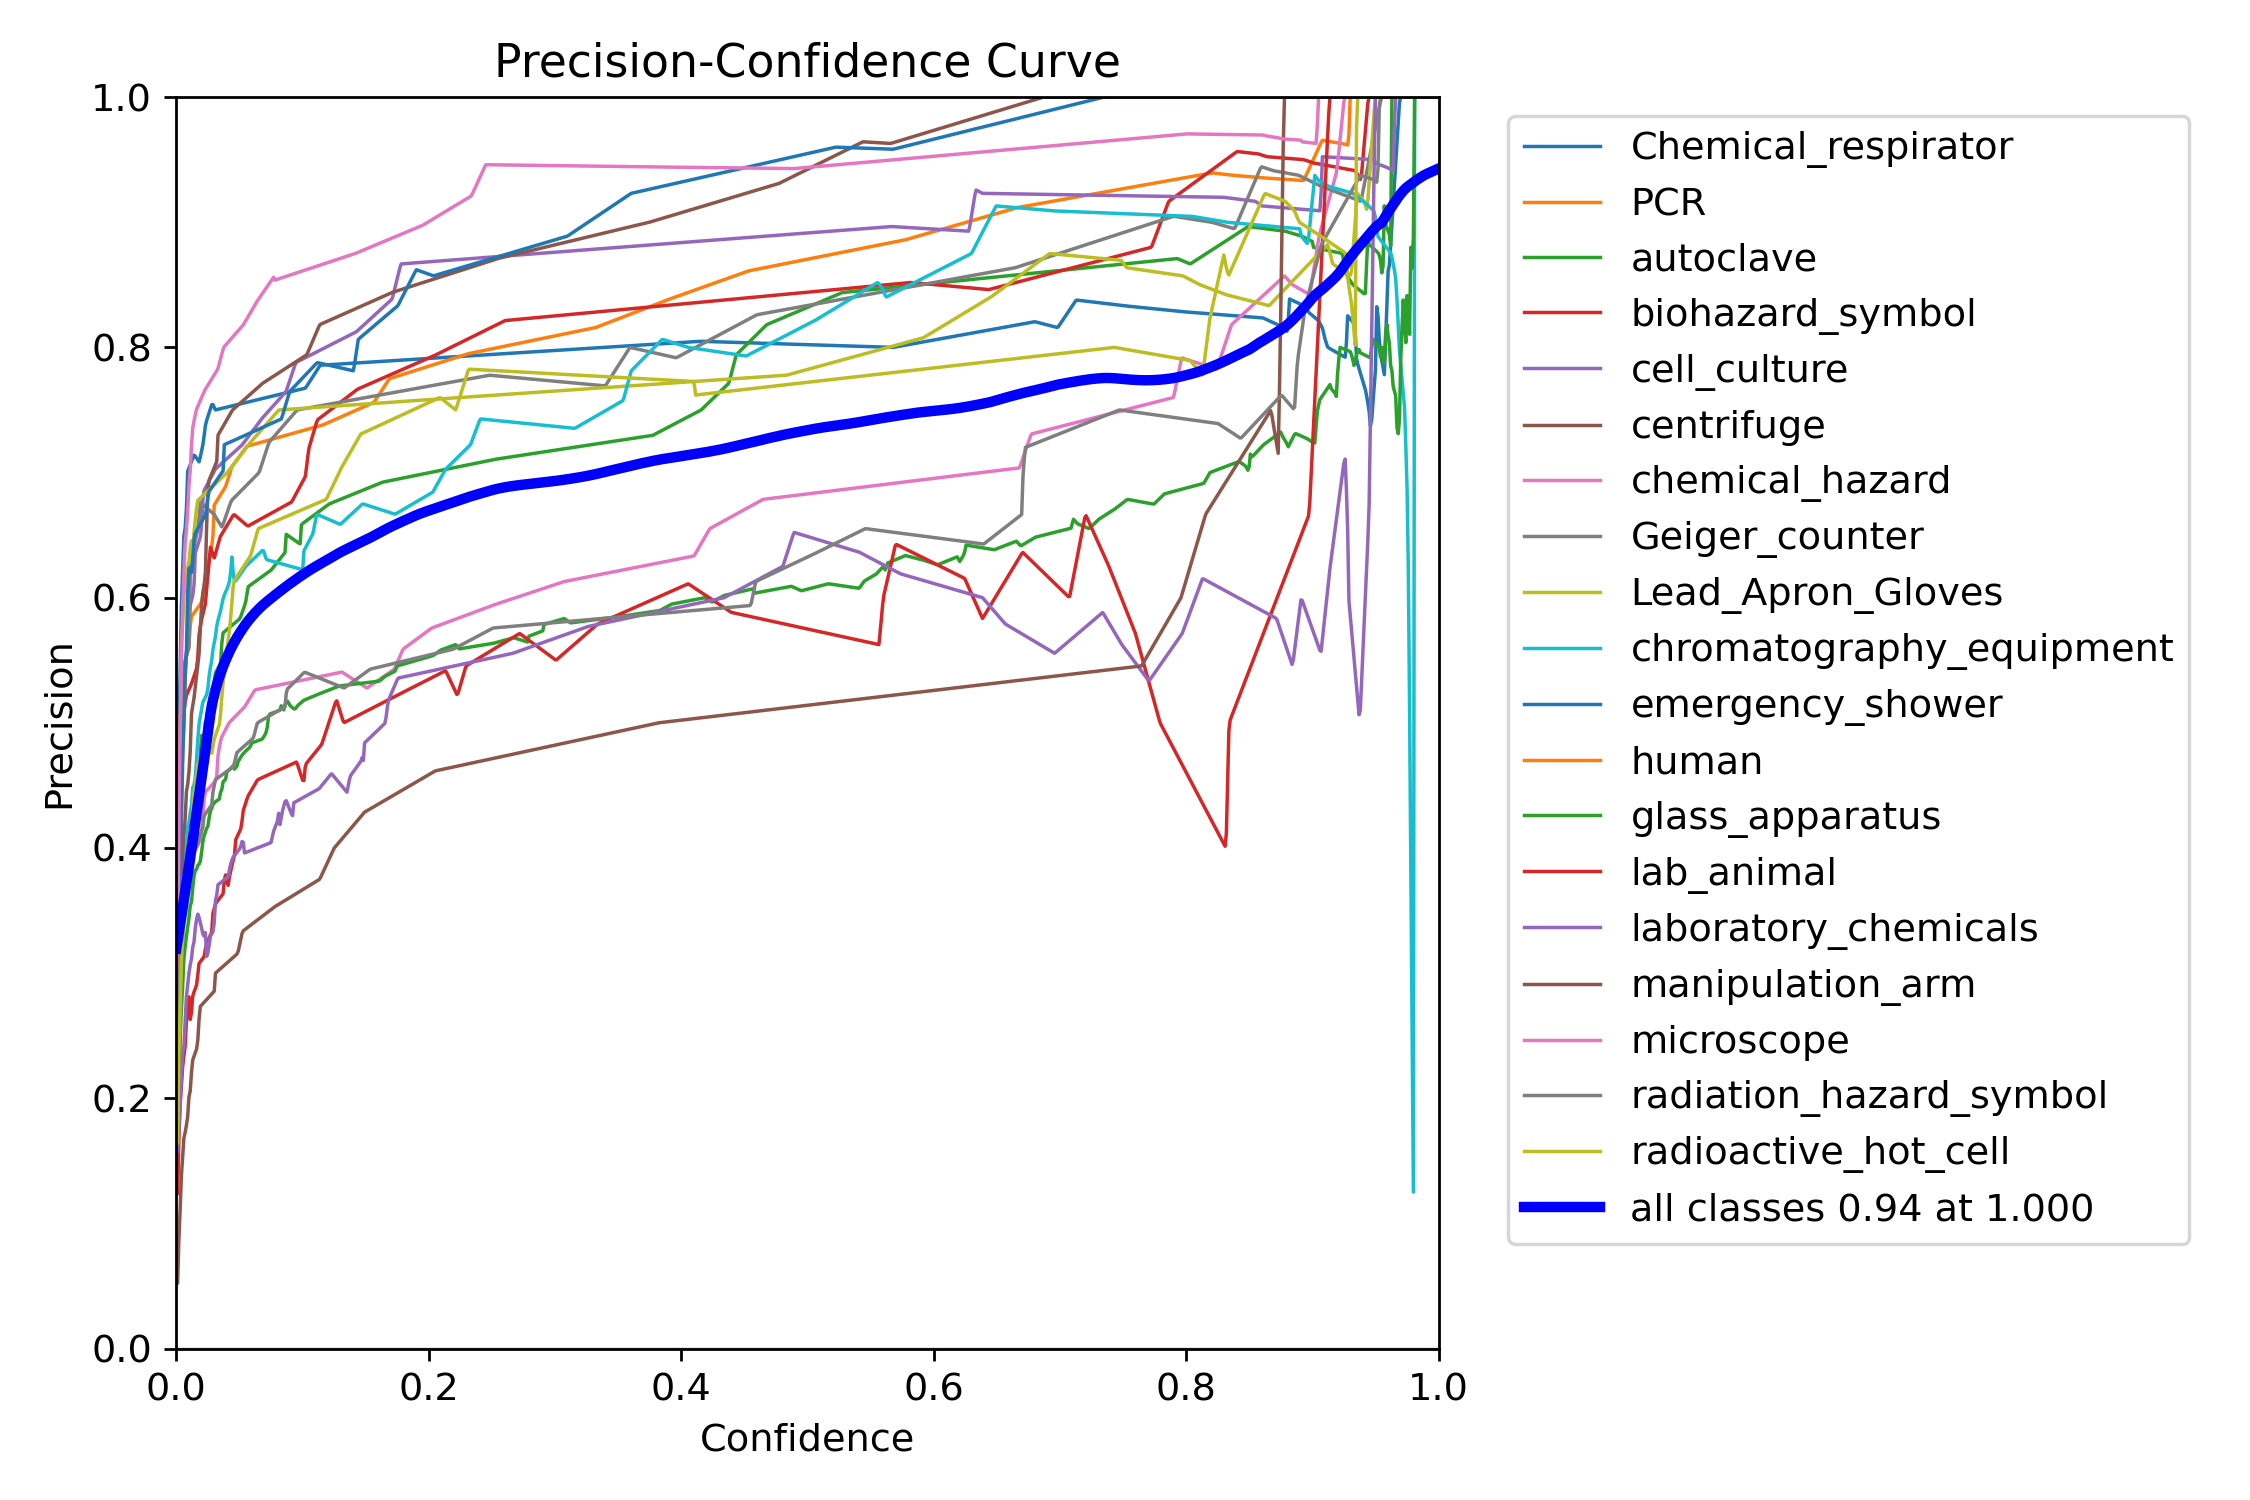 Precision-Confidence Curve
1.0
0.8
0.6
0.4
0.2
0.0
Precision
0.0 0.2 0.4 0.6 0.8 1.0
Confidence
Chemical_respirator
PCR
autoclave
biohazard_symbol
cell_culture
centrifuge
chemical_hazard
Geiger_counter
Lead_Apron_Gloves
chromatography_equipment
emergency_shower
human
glass_apparatus
lab_animal
laboratory_chemicals
manipulation_arm
microscope
radiation_hazard_symbol
radioactive_hot_cell
all classes 0.94 at 1.000